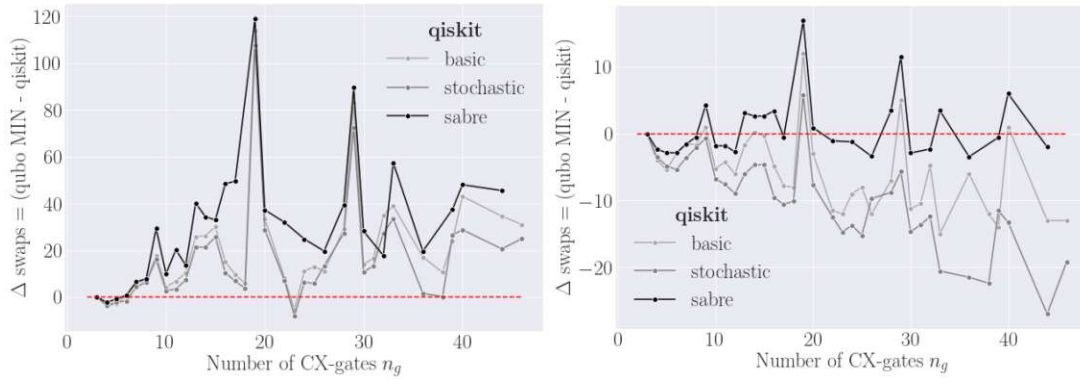 Δ swaps = (qubo MIN - qiskit)
120
100
80
60
40
20
0
qiskit
basic
stochastic
sabre
0 10 20 30 40
Number of CX-gates n_g
Δ swaps = (qubo MIN - qiskit)
10
0
−10
−20
qiskit
basic
stochastic
sabre
0 10 20 30 40
Number of CX-gates n_g